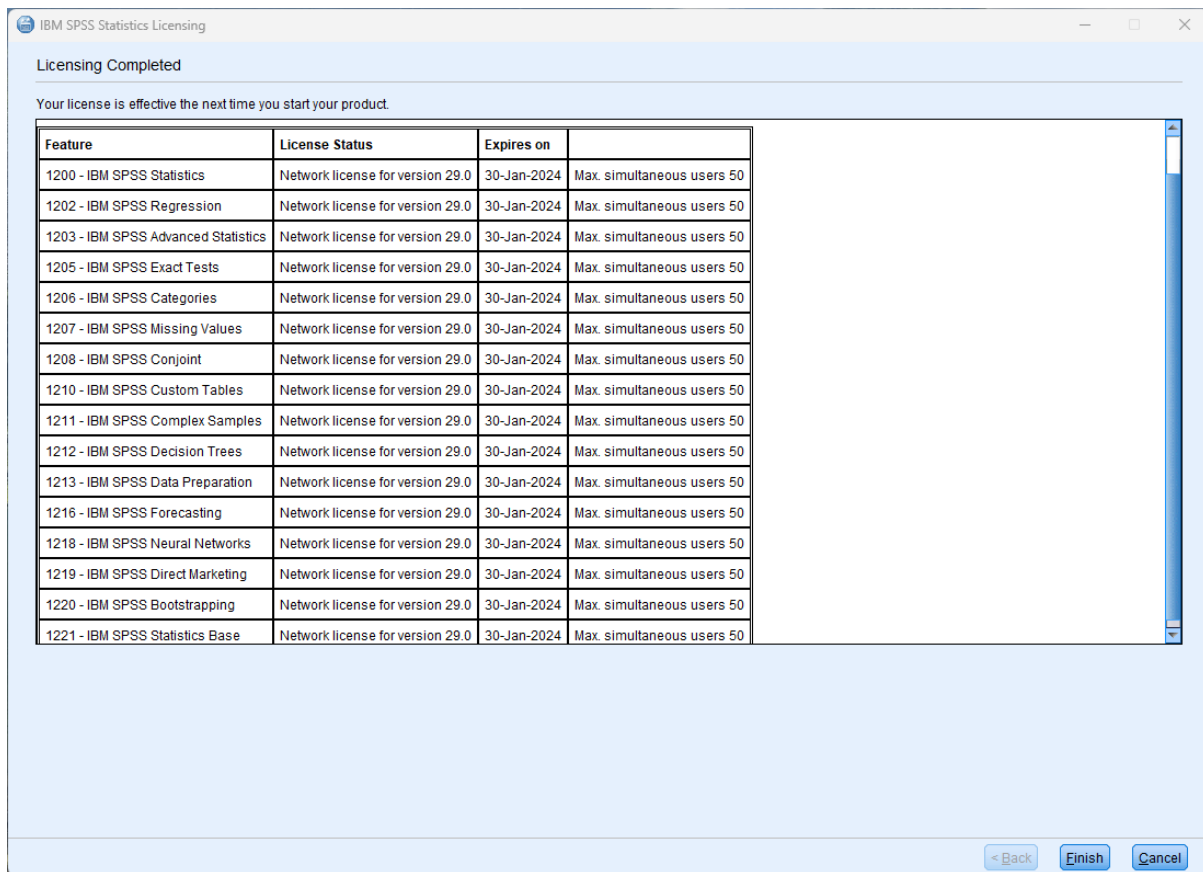 IBM SPSS Statistics Licensing
Licensing Completed
Your license is effective the next time you start your product.
Feature License Status Expires on
1200 - IBM SPSS Statistics Network license for version 29.0 30-Jan-2024 Max. simultaneous users 50
1202 - IBM SPSS Regression Network license for version 29.0 30-Jan-2024 Max. simultaneous users 50
1203 - IBM SPSS Advanced Statistics Network license for version 29.0 30-Jan-2024 Max. simultaneous users 50
1205 - IBM SPSS Exact Tests Network license for version 29.0 30-Jan-2024 Max. simultaneous users 50
1206 - IBM SPSS Categories Network license for version 29.0 30-Jan-2024 Max. simultaneous users 50
1207 - IBM SPSS Missing Values Network license for version 29.0 30-Jan-2024 Max. simultaneous users 50
1208 - IBM SPSS Conjoint Network license for version 29.0 30-Jan-2024 Max. simultaneous users 50
1210 - IBM SPSS Custom Tables Network license for version 29.0 30-Jan-2024 Max. simultaneous users 50
1211 - IBM SPSS Complex Samples Network license for version 29.0 30-Jan-2024 Max. simultaneous users 50
1212 - IBM SPSS Decision Trees Network license for version 29.0 30-Jan-2024 Max. simultaneous users 50
1213 - IBM SPSS Data Preparation Network license for version 29.0 30-Jan-2024 Max. simultaneous users 50
1216 - IBM SPSS Forecasting Network license for version 29.0 30-Jan-2024 Max. simultaneous users 50
1218 - IBM SPSS Neural Networks Network license for version 29.0 30-Jan-2024 Max. simultaneous users 50
1219 - IBM SPSS Direct Marketing Network license for version 29.0 30-Jan-2024 Max. simultaneous users 50
1220 - IBM SPSS Bootstrapping Network license for version 29.0 30-Jan-2024 Max. simultaneous users 50
1221 - IBM SPSS Statistics Base Network license for version 29.0 30-Jan-2024 Max. simultaneous users 50
< Back Finish Cancel